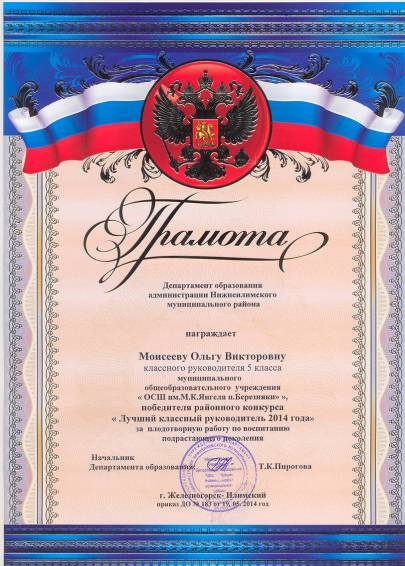 Грамота
Департамент образования
администрации Нижнеилимского
муниципального района
награждает
Моисееву Ольгу Викторовну
классного руководителя 5 класса
муниципального
общеобразовательного учреждения
« ОСШ им.М.К.Янгеля п.Березняки» ,
победителя районного конкурса
« Лучший классный руководитель 2014 года»
за плодотворную работу по воспитанию
подрастающего поколения
Начальник
Департамента образования:
Т.К.Пирогова
г. Железногорск- Илимский
приказ ДО № 183 от 19. 05. 2014 год